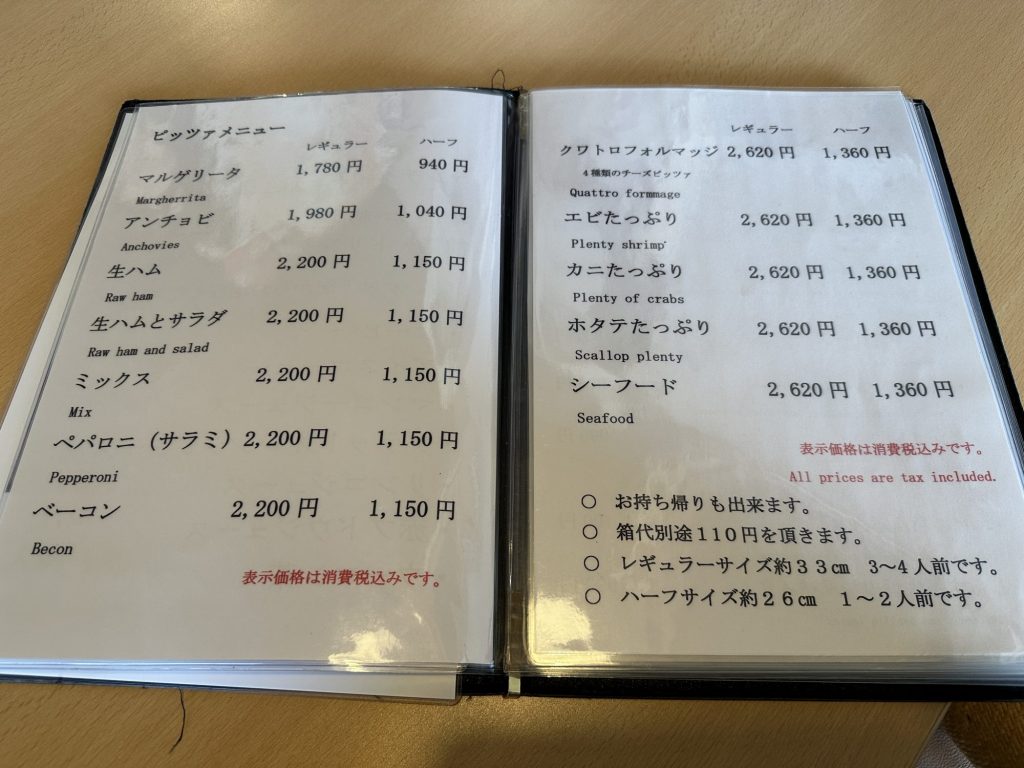 ピッツァメニュー
レギュラー ハーフ
マルゲリータ 1,780円 940円
Margherrita
アンチョビ 1,980円 1,040円
Anchovies
生ハム 2,200円 1,150円
Raw ham
生ハムとサラダ 2,200円 1,150円
Raw ham and salad
ミックス 2,200円 1,150円
Mix
ペパロニ（サラミ）2,200円 1,150円
Pepperoni
ベーコン 2,200円 1,150円
Becon
表示価格は消費税込みです。
レギュラー ハーフ
クワトロフォルマッジ 2,620円 1,360円
4種類のチーズピッツァ
Quattro formmage
エビたっぷり 2,620円 1,360円
Plenty shrimp
カニたっぷり 2,620円 1,360円
Plenty of crabs
ホタテたっぷり 2,620円 1,360円
Scallop plenty
シーフード 2,620円 1,360円
Seafood
表示価格は消費税込みです。
All prices are tax included.
○ お持ち帰りも出来ます。
○ 箱代別途１１０円を頂きます。
○ レギュラーサイズ約３３㎝ 3～4人前です。
○ ハーフサイズ約２６㎝ １～２人前です。